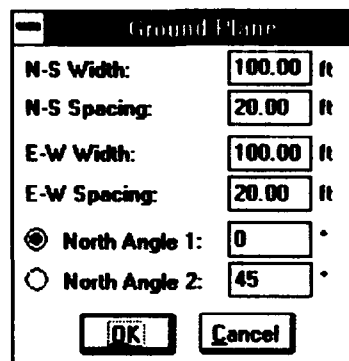 Ground Plane
N-S Width: 100.00 ft
N-S Spacing: 20.00 ft
E-W Width: 100.00 ft
E-W Spacing: 20.00 ft
North Angle 1: 0 °
North Angle 2: 45 °
OK Cancel